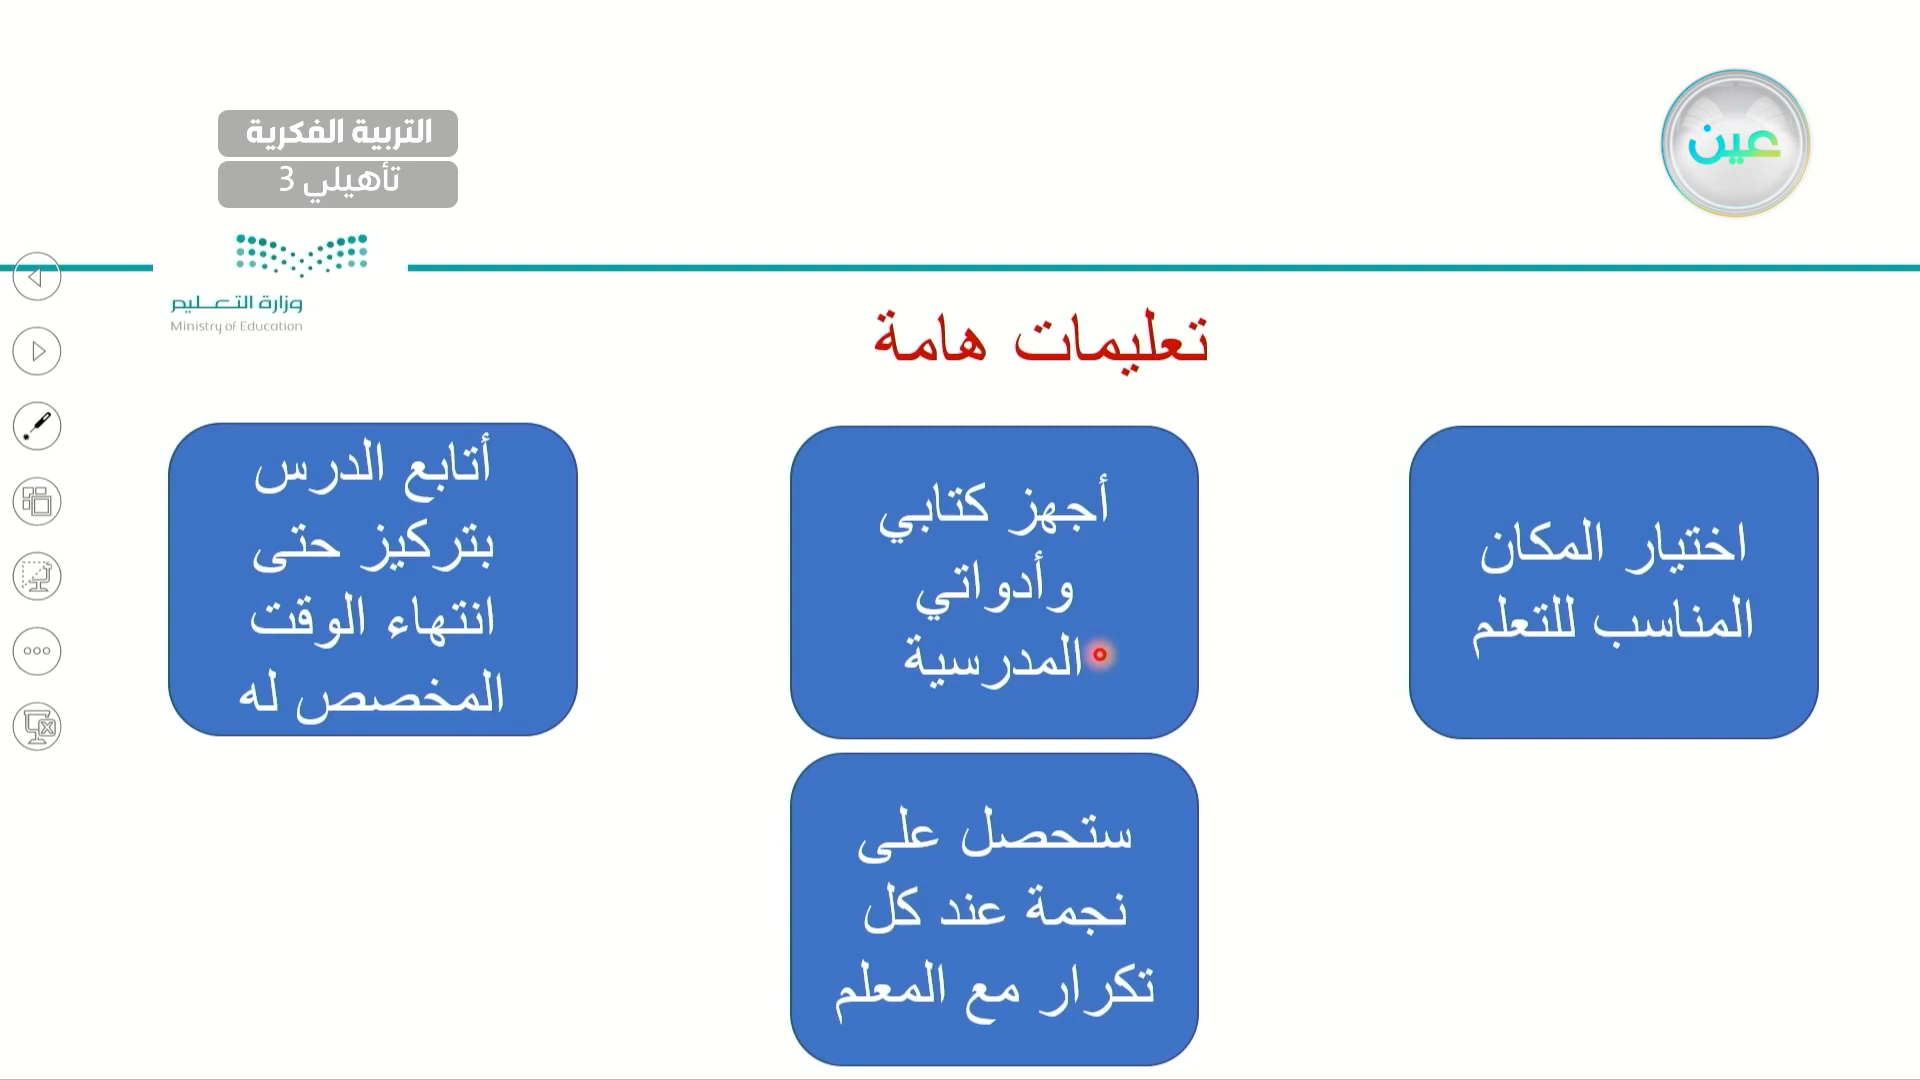 التربية الفكرية
تأهيلي 3
عين
وزارة التعليم
Ministry of Education
تعليمات هامة
اختيار المكان
المناسب للتعلم
أجهز كتابي
وأدواتي
المدرسية
أتابع الدرس
بتركيز حتى
انتهاء الوقت
المخصص له
ستحصل على
نجمة عند كل
تكرار مع المعلم